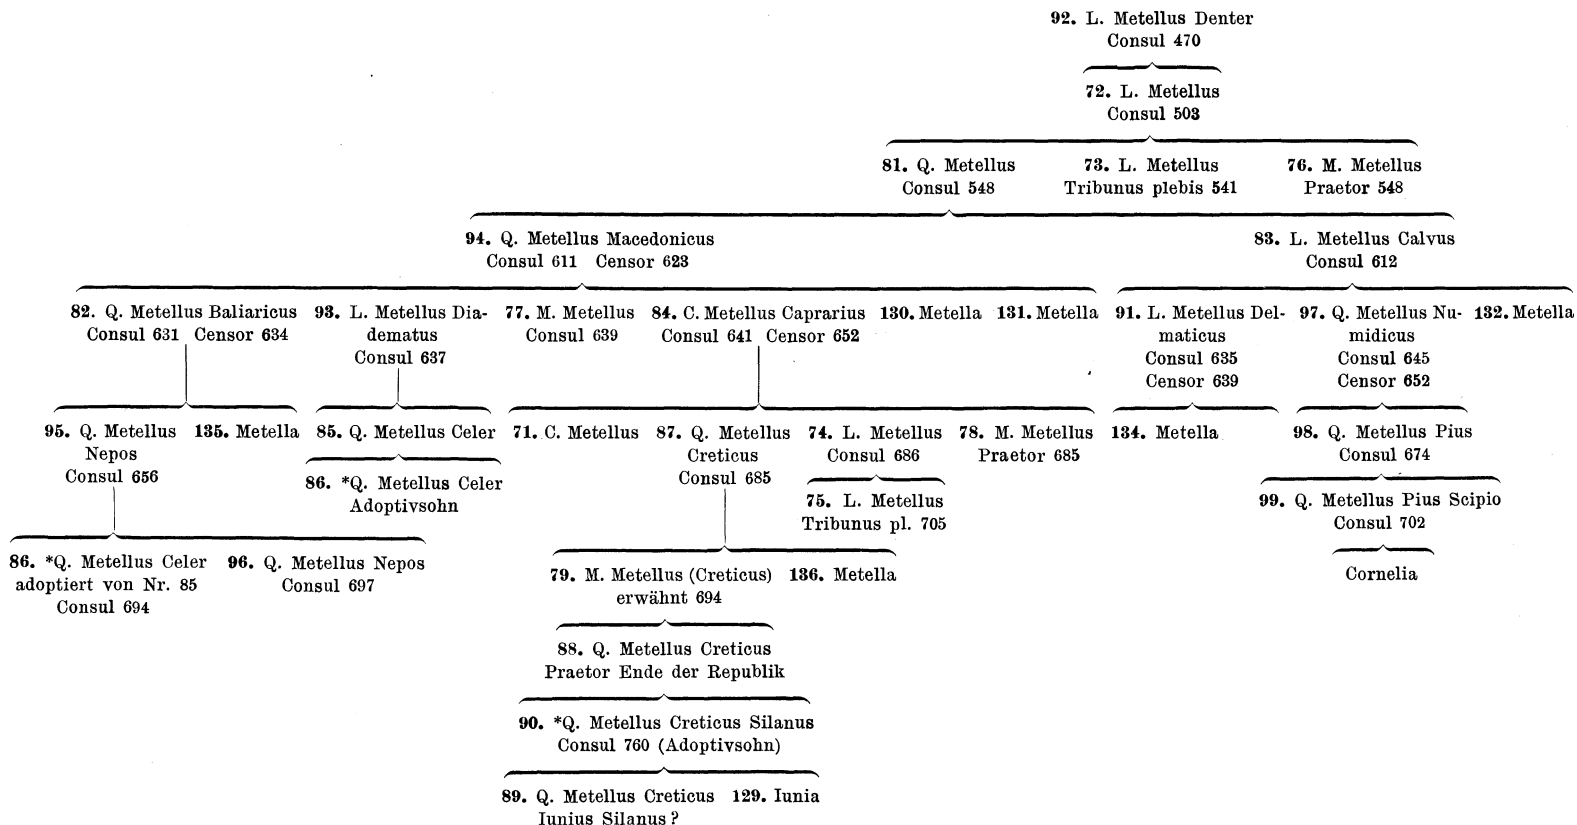 92. L. Metellus Denter
Consul 470
72. L. Metellus
Consul 503
81. Q. Metellus
Consul 548
73. L. Metellus
Tribunus plebis 541
76. M. Metellus
Praetor 548
94. Q. Metellus Macedonicus
Consul 611 Censor 623
83. L. Metellus Calvus
Consul 612
82. Q. Metellus Baliaricus
Consul 631 Censor 634
93. L. Metellus Dia-
dematus
Consul 637
77. M. Metellus
Consul 639
84. C. Metellus Caprarius
Consul 641 Censor 652
130. Metella
131. Metella
91. L. Metellus Del-
maticus
Consul 635
Censor 639
97. Q. Metellus Nu-
midicus
Consul 645
Censor 652
132. Metella
95. Q. Metellus
Nepos
Consul 656
135. Metella
85. Q. Metellus Celer
86. *Q. Metellus Celer
Adoptivsohn
71. C. Metellus
87. Q. Metellus
Creticus
Consul 685
74. L. Metellus
Consul 686
75. L. Metellus
Tribunus pl. 705
78. M. Metellus
Praetor 685
134. Metella
98. Q. Metellus Pius
Consul 674
99. Q. Metellus Pius Scipio
Consul 702
Cornelia
86. *Q. Metellus Celer
adoptiert von Nr. 85
Consul 694
96. Q. Metellus Nepos
Consul 697
79. M. Metellus (Creticus)
erwähnt 694
136. Metella
88. Q. Metellus Creticus
Praetor Ende der Republik
90. *Q. Metellus Creticus Silanus
Consul 760 (Adoptivsohn)
89. Q. Metellus Creticus
Iunius Silanus?
129. Iunia